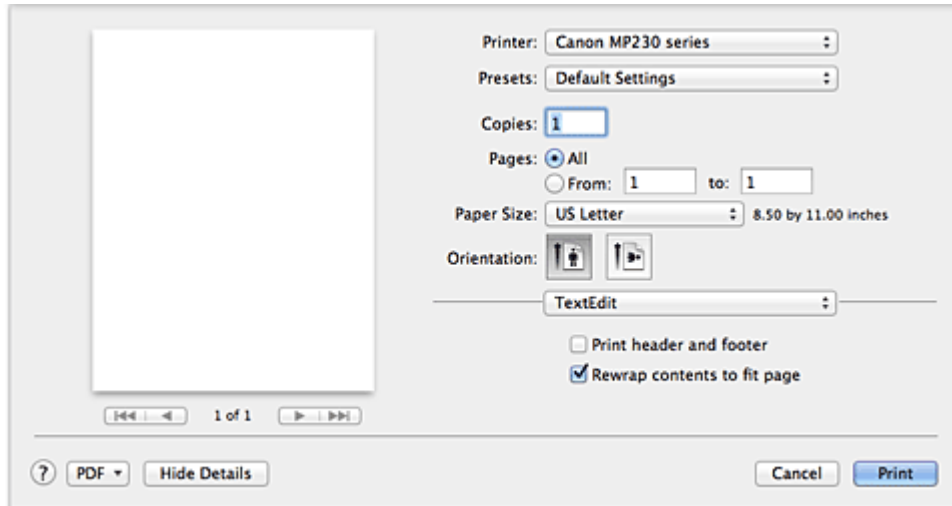 Printer: Canon MP230 series
Presets: Default Settings
Copies: 1
Pages: All
From: 1 to: 1
Paper Size: US Letter 8.50 by 11.00 inches
Orientation:
TextEdit
Print header and footer
Rewrap contents to fit page
1 of 1
? PDF Hide Details Cancel Print